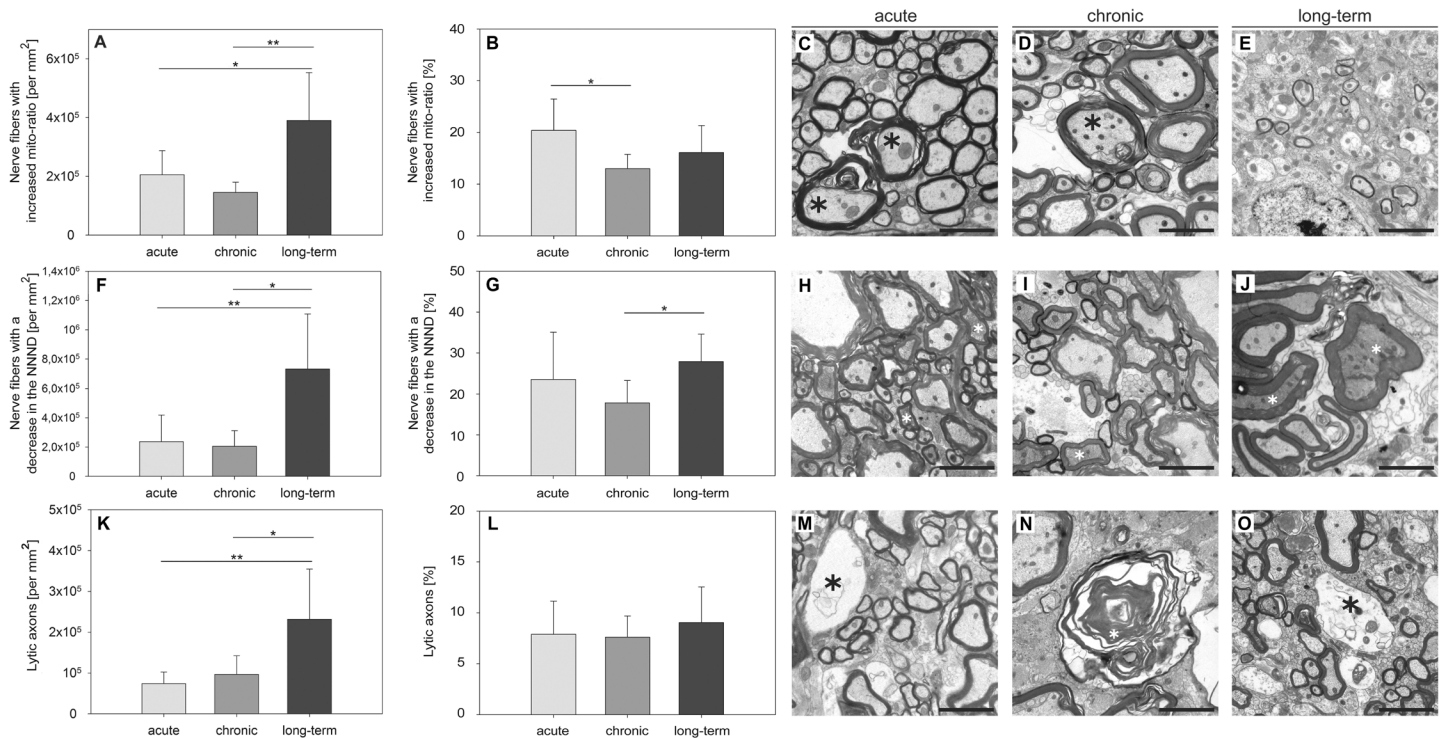 acute
chronic
long-term
A
Nerve fibers with
increased mito-ratio [per mm²]
6x10⁵
4x10⁵
2x10⁵
0
**
*
acute
chronic
long-term
B
Nerve fibers with
increased mito-ratio [%]
40
30
20
10
0
*
acute
chronic
long-term
C
*
*
D
*
E
F
Nerve fibers with a
decrease in the NNND [per mm²]
1,4x10⁶
1,2x10⁶
10⁶
8,0x10⁵
6,0x10⁵
4,0x10⁵
2,0x10⁵
0
*
**
acute
chronic
long-term
G
Nerve fibers with a
decrease in the NNND [%]
50
40
30
20
10
0
*
acute
chronic
long-term
H
*
*
I
*
J
*
*
K
Lytic axons [per mm²]
5x10⁵
4x10⁵
3x10⁵
2x10⁵
10⁵
0
*
**
acute
chronic
long-term
L
Lytic axons [%]
20
15
10
5
0
acute
chronic
long-term
M
*
N
*
O
*